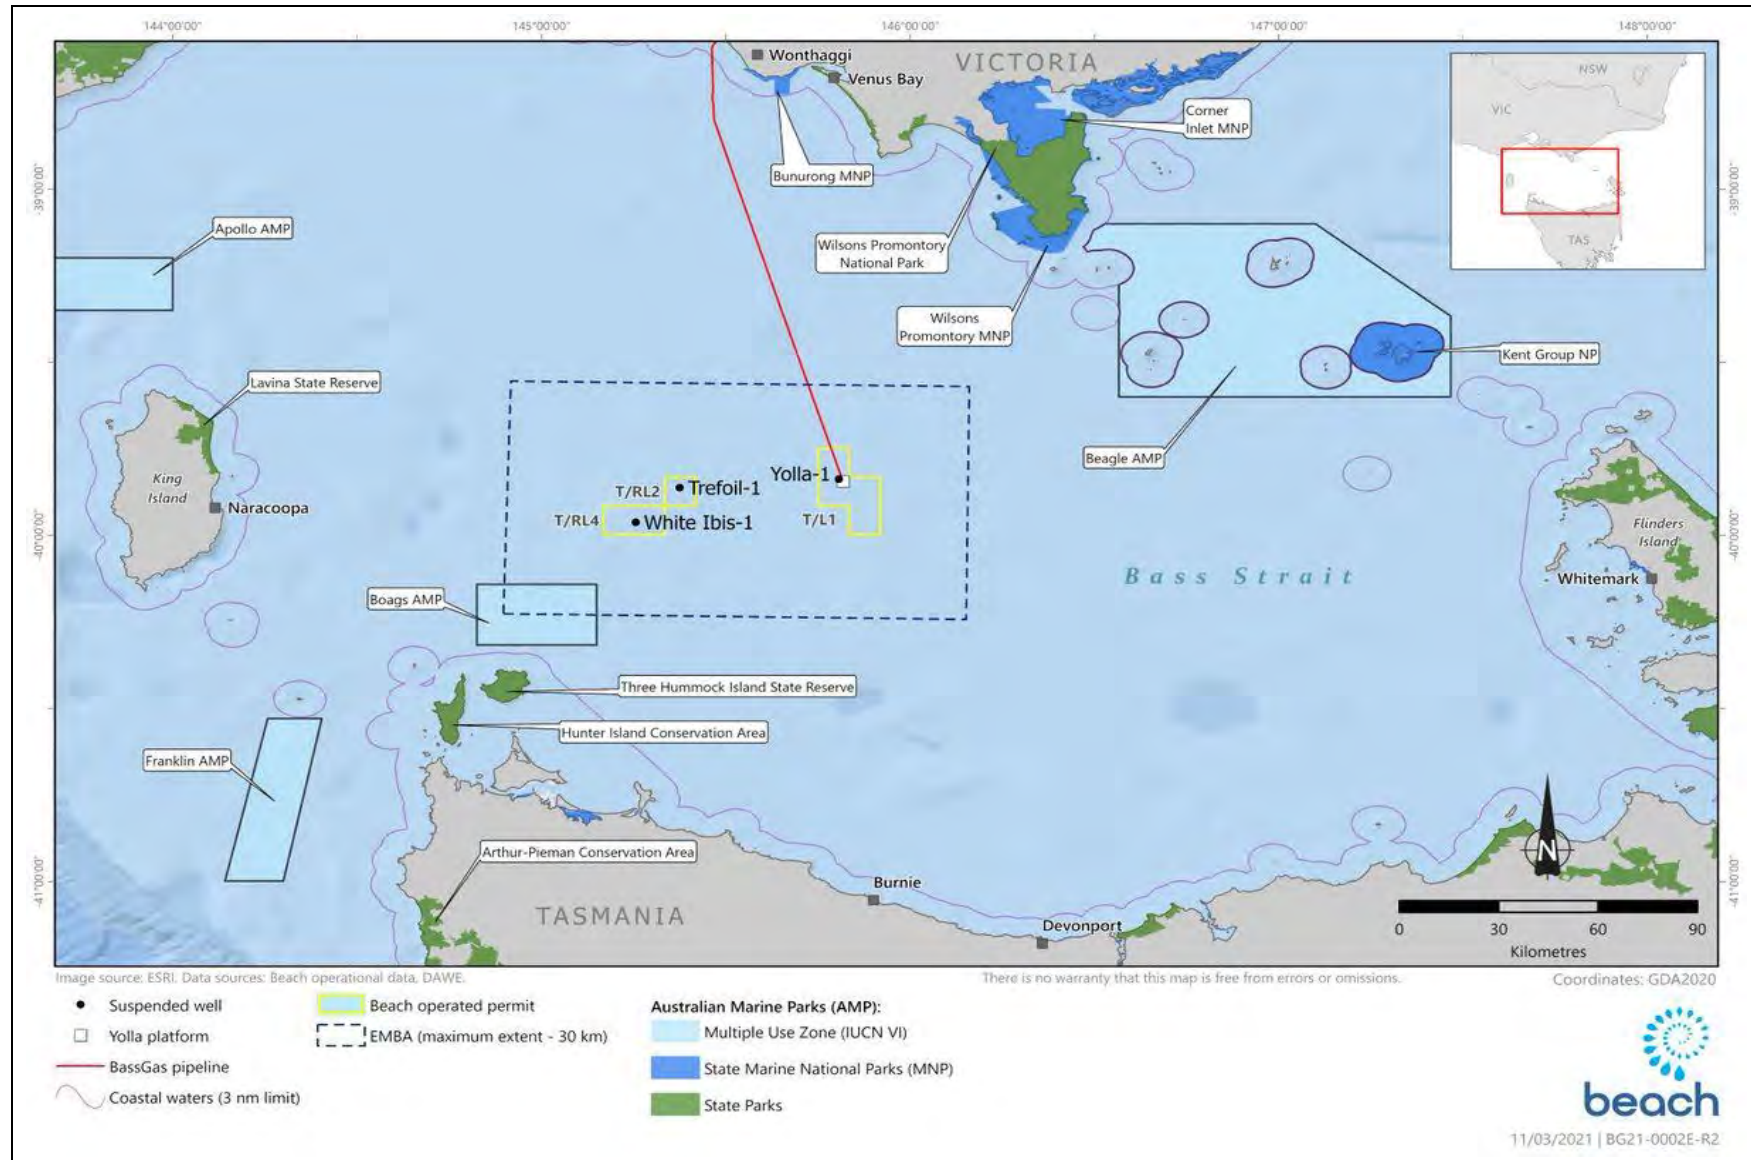 144°00'00"
145°00'00"
146°00'00"
147°00'00"
148°00'00"
Wonthaggi
VICTORIA
Venus Bay
NSW
VIC
TAS
Corner
Inlet MNP
Bunurong MNP
-39°00'00"
-39°00'00"
Apollo AMP
Wilsons Promontory
National Park
Wilsons
Promontory MNP
Kent Group NP
Lavina State Reserve
Beagle AMP
King
Island
Naracoopa
Yolla-1
T/RL2
Trefoil-1
T/RL4
White Ibis-1
T/L1
-40°00'00"
-40°00'00"
Flinders
Island
Bass Strait
Whitemark
Boags AMP
Three Hummock Island State Reserve
Hunter Island Conservation Area
Franklin AMP
Arthur-Pieman Conservation Area
-41°00'00"
-41°00'00"
Burnie
TASMANIA
Devonport
N
0 30 60 90
Kilometres
Image source: ESRI. Data sources: Beach operational data, DAWE.
There is no warranty that this map is free from errors or omissions.
Coordinates: GDA2020
Suspended well
Yolla platform
BassGas pipeline
Coastal waters (3 nm limit)
Beach operated permit
EMBA (maximum extent - 30 km)
Australian Marine Parks (AMP):
Multiple Use Zone (IUCN VI)
State Marine National Parks (MNP)
State Parks
beach
11/03/2021 | BG21-0002E-R2